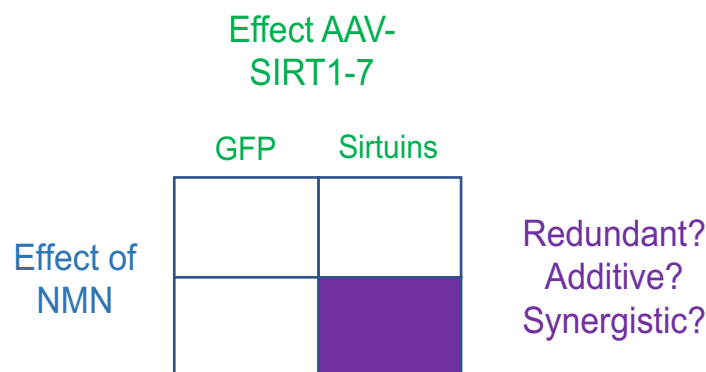 Effect AAV-
SIRT1-7
GFP Sirtuins
Effect of
NMN
Redundant?
Additive?
Synergistic?